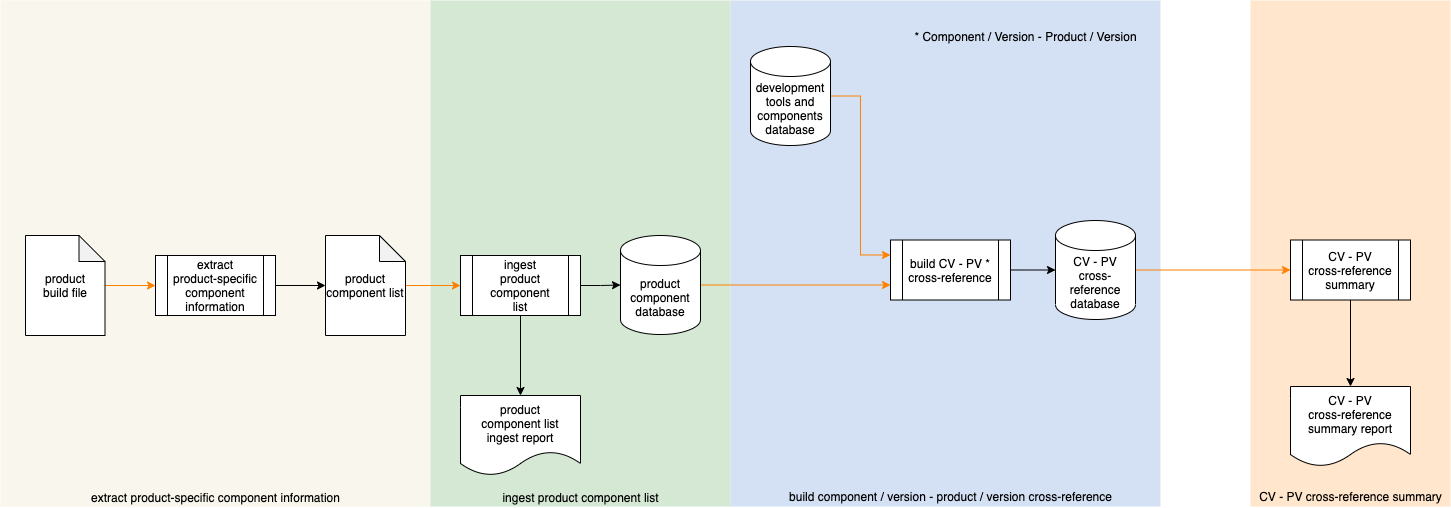 * Component / Version - Product / Version
development
tools and
components
database
product
build file
extract
product-specific
component
information
product
component list
ingest
product
component
list
product
component
database
build CV - PV *
cross-reference
CV - PV
cross-
reference
database
CV - PV
cross-reference
summary
product
component list
ingest report
CV - PV
cross-reference
summary report
extract product-specific component information
ingest product component list
build component / version - product / version cross-reference
CV - PV cross-reference summary